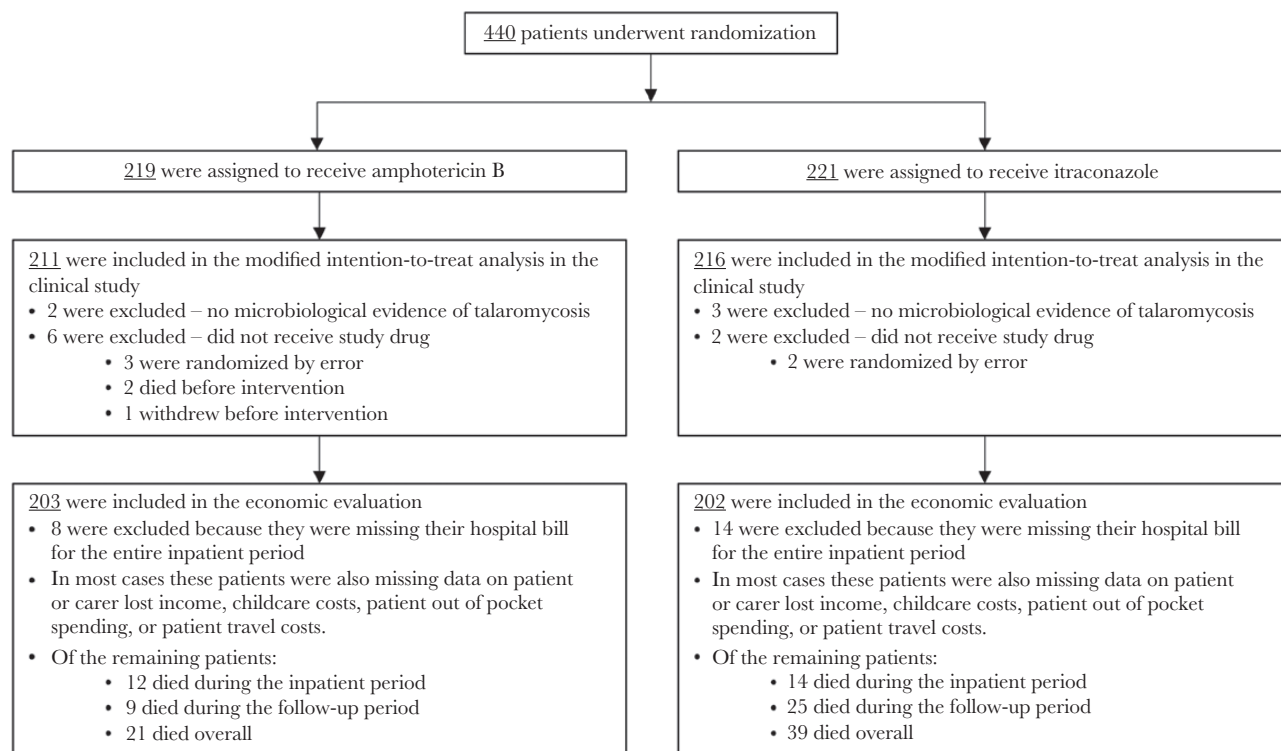 440 patients underwent randomization
219 were assigned to receive amphotericin B
221 were assigned to receive itraconazole
211 were included in the modified intention-to-treat analysis in the
clinical study
• 2 were excluded – no microbiological evidence of talaromycosis
• 6 were excluded – did not receive study drug
• 3 were randomized by error
• 2 died before intervention
• 1 withdrew before intervention
216 were included in the modified intention-to-treat analysis in the
clinical study
• 3 were excluded – no microbiological evidence of talaromycosis
• 2 were excluded – did not receive study drug
• 2 were randomized by error
203 were included in the economic evaluation
• 8 were excluded because they were missing their hospital bill
for the entire inpatient period
• In most cases these patients were also missing data on patient
or carer lost income, childcare costs, patient out of pocket
spending, or patient travel costs.
• Of the remaining patients:
• 12 died during the inpatient period
• 9 died during the follow-up period
• 21 died overall
202 were included in the economic evaluation
• 14 were excluded because they were missing their hospital bill
for the entire inpatient period
• In most cases these patients were also missing data on patient
or carer lost income, childcare costs, patient out of pocket
spending, or patient travel costs.
• Of the remaining patients:
• 14 died during the inpatient period
• 25 died during the follow-up period
• 39 died overall